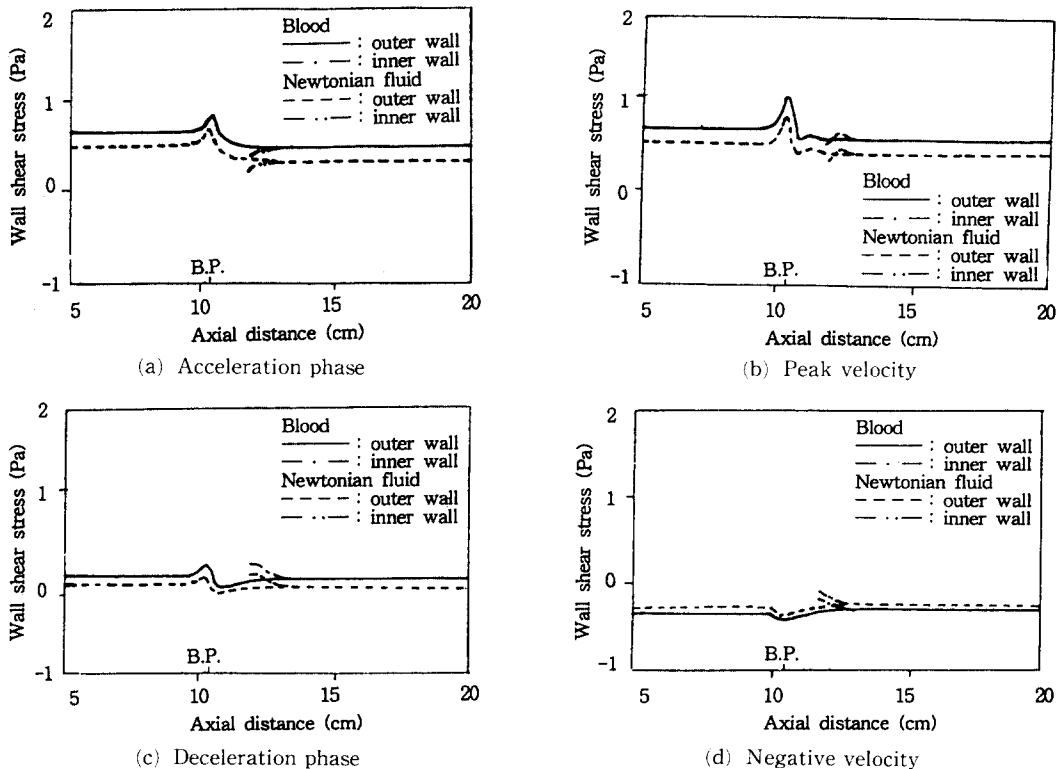 2
1
0
-1
Wall shear stress (Pa)
Blood
: outer wall
: inner wall
Newtonian fluid
: outer wall
: inner wall
B.P.
5 10 15 20
Axial distance (cm)
(a) Acceleration phase
2
1
0
-1
Wall shear stress (Pa)
Blood
: outer wall
: inner wall
Newtonian fluid
: outer wall
: inner wall
B.P.
5 10 15 20
Axial distance (cm)
(b) Peak velocity
2
1
0
-1
Wall shear stress (Pa)
Blood
: outer wall
: inner wall
Newtonian fluid
: outer wall
: inner wall
B.P.
5 10 15 20
Axial distance (cm)
(c) Deceleration phase
2
1
0
-1
Wall shear stress (Pa)
Blood
: outer wall
: inner wall
Newtonian fluid
: outer wall
: inner wall
B.P.
5 10 15 20
Axial distance (cm)
(d) Negative velocity